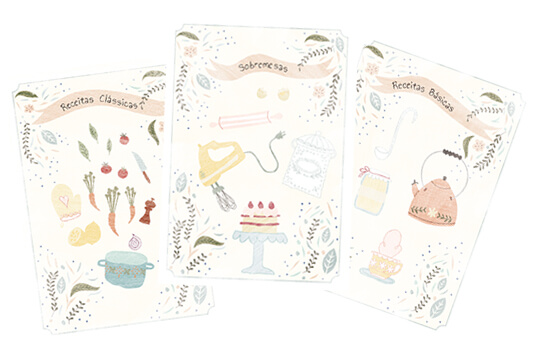 Receitas Clássicas
Sobremesas
Receitas Básicas